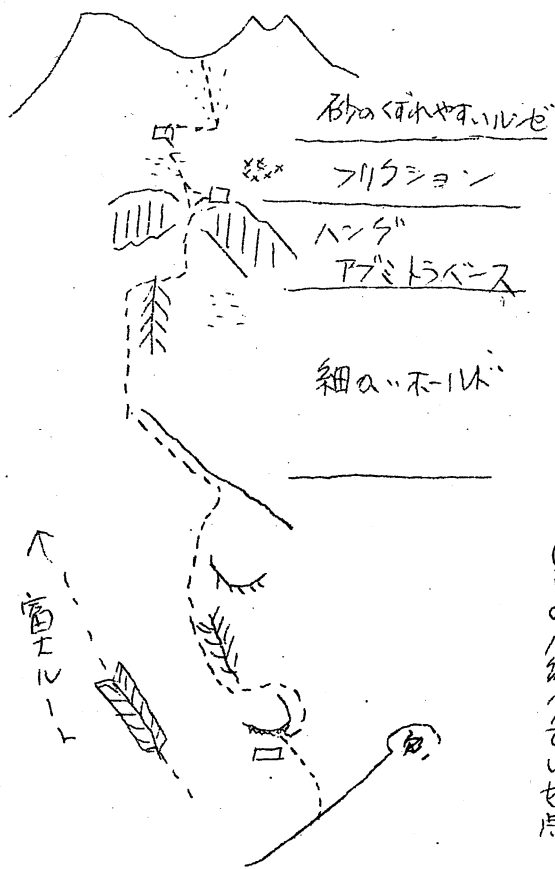 砂のくずれやすいルンゼ
フリクション
ハング
アブミトラバース
細かいホールド
富士ルート